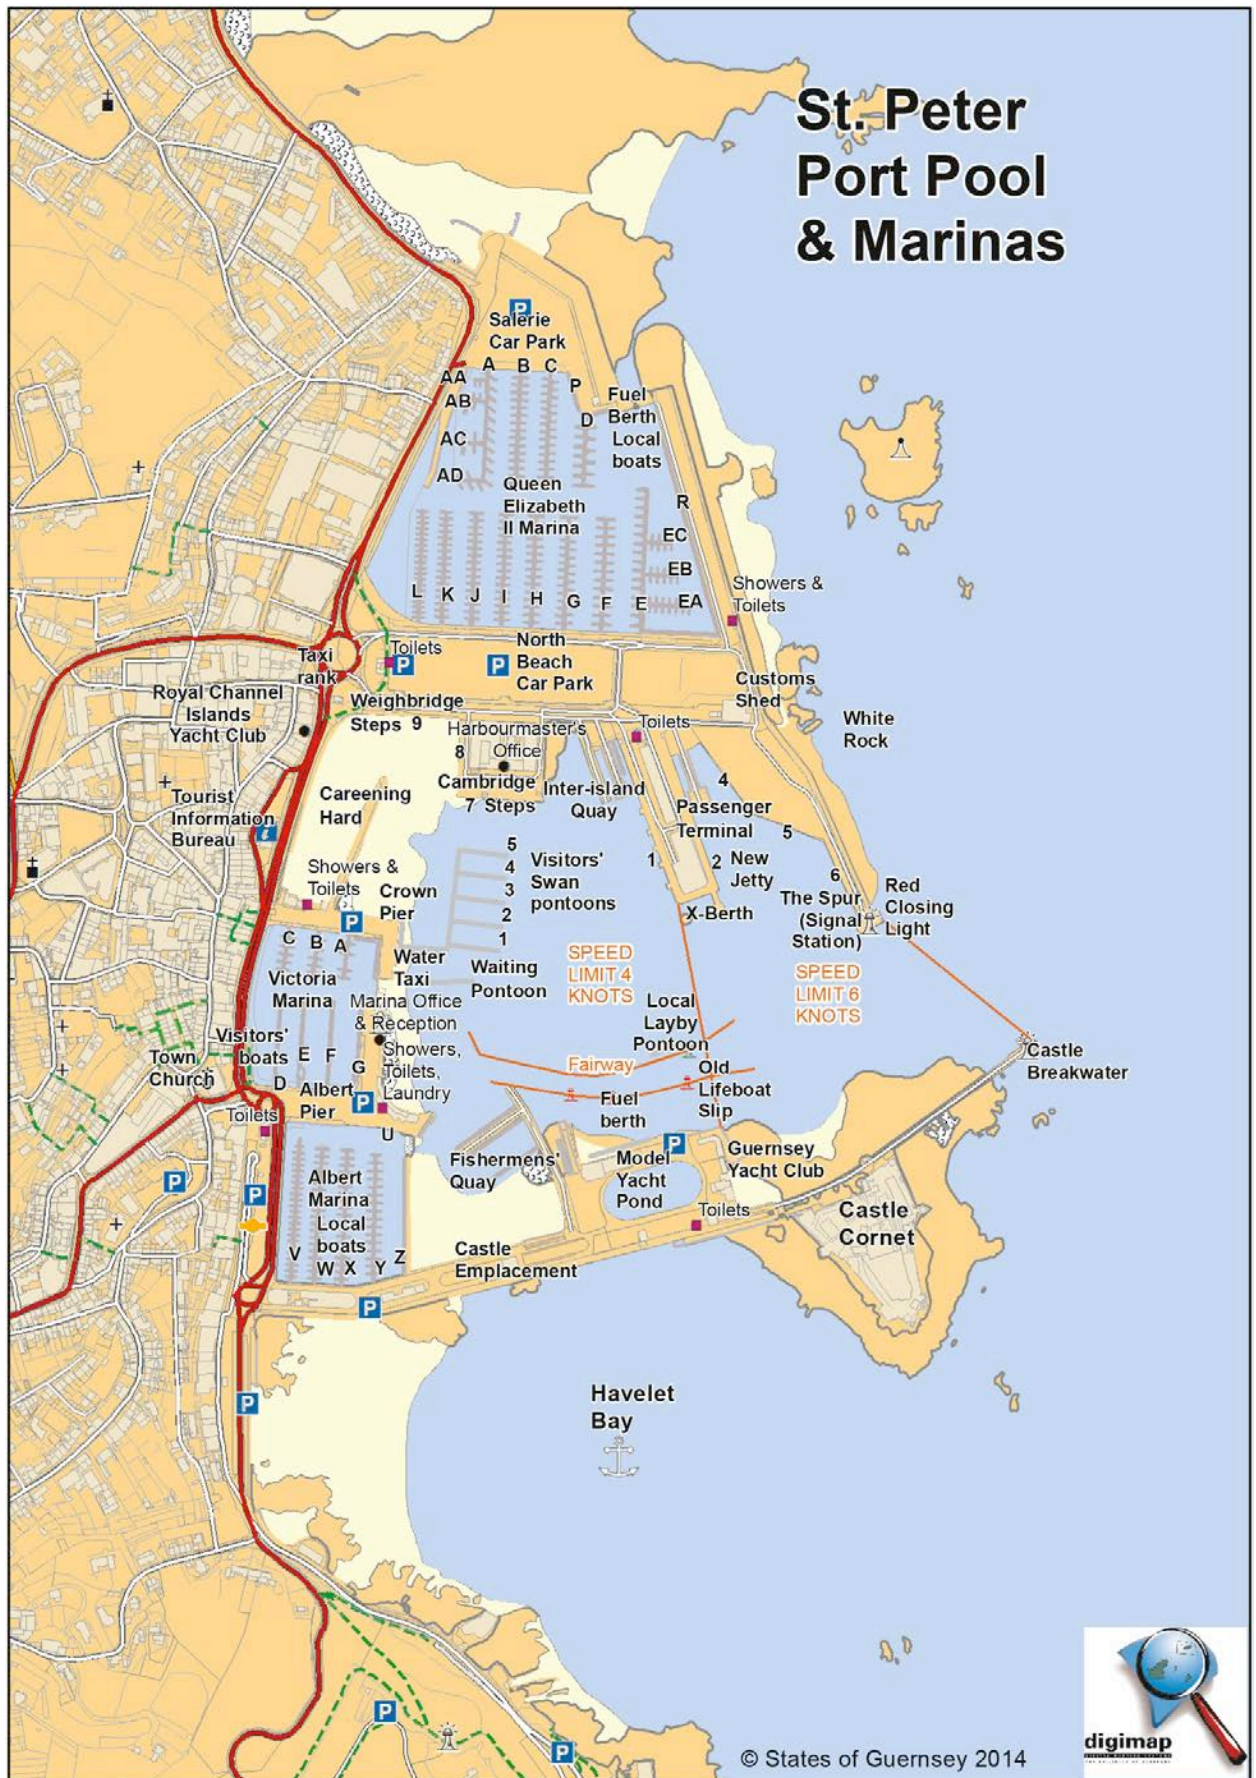 St. Peter
Port Pool
& Marinas
P
Salerie
Car Park
A
B
C
P
D
AA
AB
AC
AD
Fuel
Berth
Local
boats
Queen
Elizabeth
II Marina
R
EC
EB
EA
L
K
J
I
H
G
F
E
Showers &
Toilets
Taxi
rank
Toilets
P
P
North
Beach
Car Park
Customs
Shed
White
Rock
Royal Channel
Islands
Yacht Club
Weighbridge
Steps 9
8
Harbourmaster's
Office
Toilets
Cambridge
7 Steps
Inter-island
Quay
4
Passenger
Terminal
5
Tourist
Information
Bureau
i
Careening
Hard
5
4
3
2
1
Visitors'
Swan
pontoons
1
2
New
Jetty
6
X-Berth
The Spur
(Signal
Station)
Red
Closing
Light
Showers &
Toilets
P
Crown
Pier
C
B
A
Water
Taxi
Waiting
Pontoon
SPEED
LIMIT 4
KNOTS
SPEED
LIMIT 6
KNOTS
Victoria
Marina
Marina Office
& Reception
Local
Layby
Pontoon
Visitors'
boats
E
F
G
D
Showers,
Toilets,
Laundry
Fairway
Town
Church
Castle
Breakwater
Albert
Pier
P
Fuel
berth
Old
Lifeboat
Slip
Toilets
U
P
P
Fishermens'
Quay
Model
Yacht
Pond
P
Guernsey
Yacht Club
Toilets
Albert
Marina
Local
boats
V
W
X
Y
Z
Castle
Emplacement
Castle
Cornet
P
P
Havelet
Bay
P
P
digimap
© States of Guernsey 2014